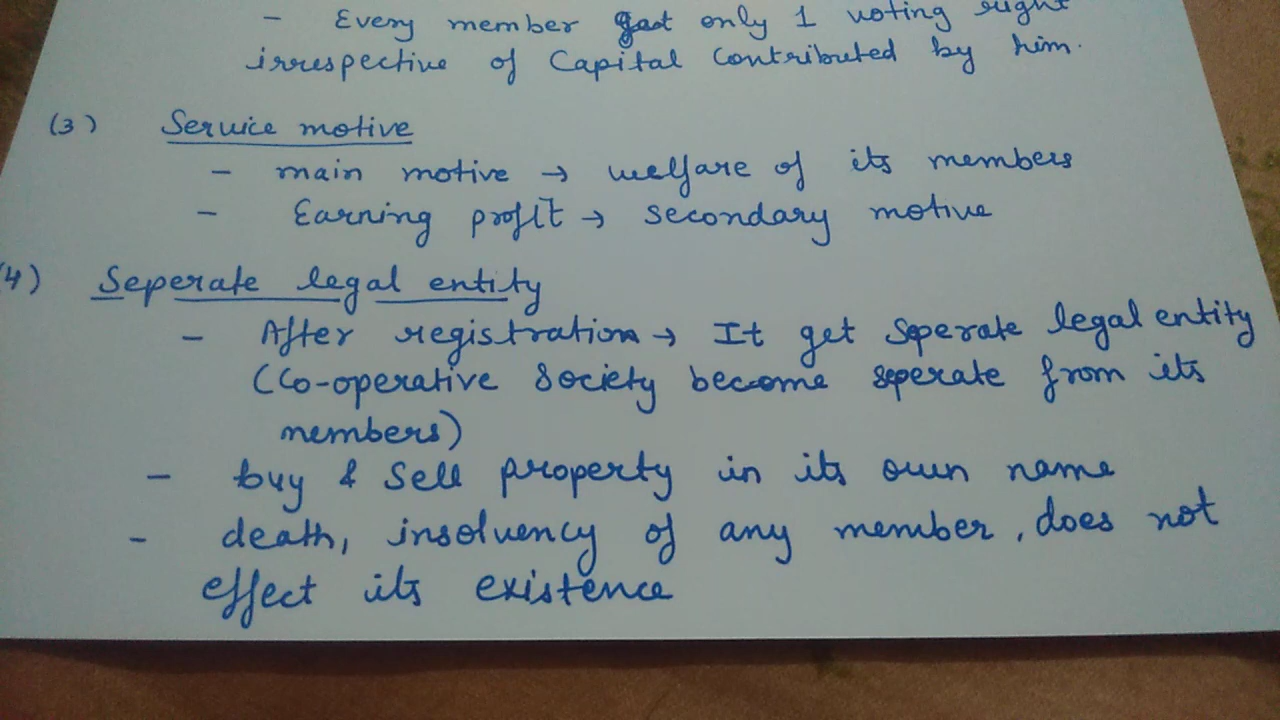 - Every member get only 1 voting right
irrespective of Capital Contributed by him.
(3) Service motive
- main motive → welfare of its members
- Earning profit → secondary motive
4) Seperate legal entity
- After registration → It get seperate legal entity
(Co-operative Society become seperate from its
members)
- buy & Sell property in its own name
- death, insolvency of any member, does not
effect its existence